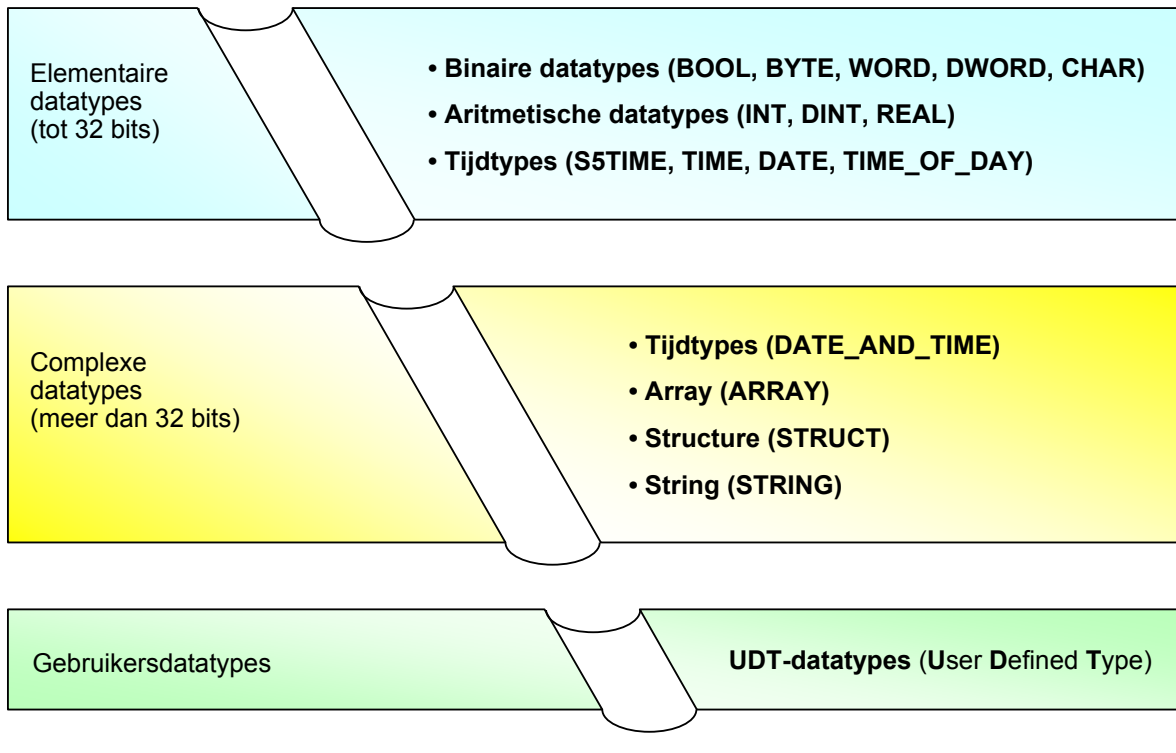 Elementaire
datatypes
(tot 32 bits)
• Binaire datatypes (BOOL, BYTE, WORD, DWORD, CHAR)
• Aritmetische datatypes (INT, DINT, REAL)
• Tijdtypes (S5TIME, TIME, DATE, TIME_OF_DAY)
Complexe
datatypes
(meer dan 32 bits)
• Tijdtypes (DATE_AND_TIME)
• Array (ARRAY)
• Structure (STRUCT)
• String (STRING)
Gebruikersdatatypes
UDT-datatypes (User Defined Type)